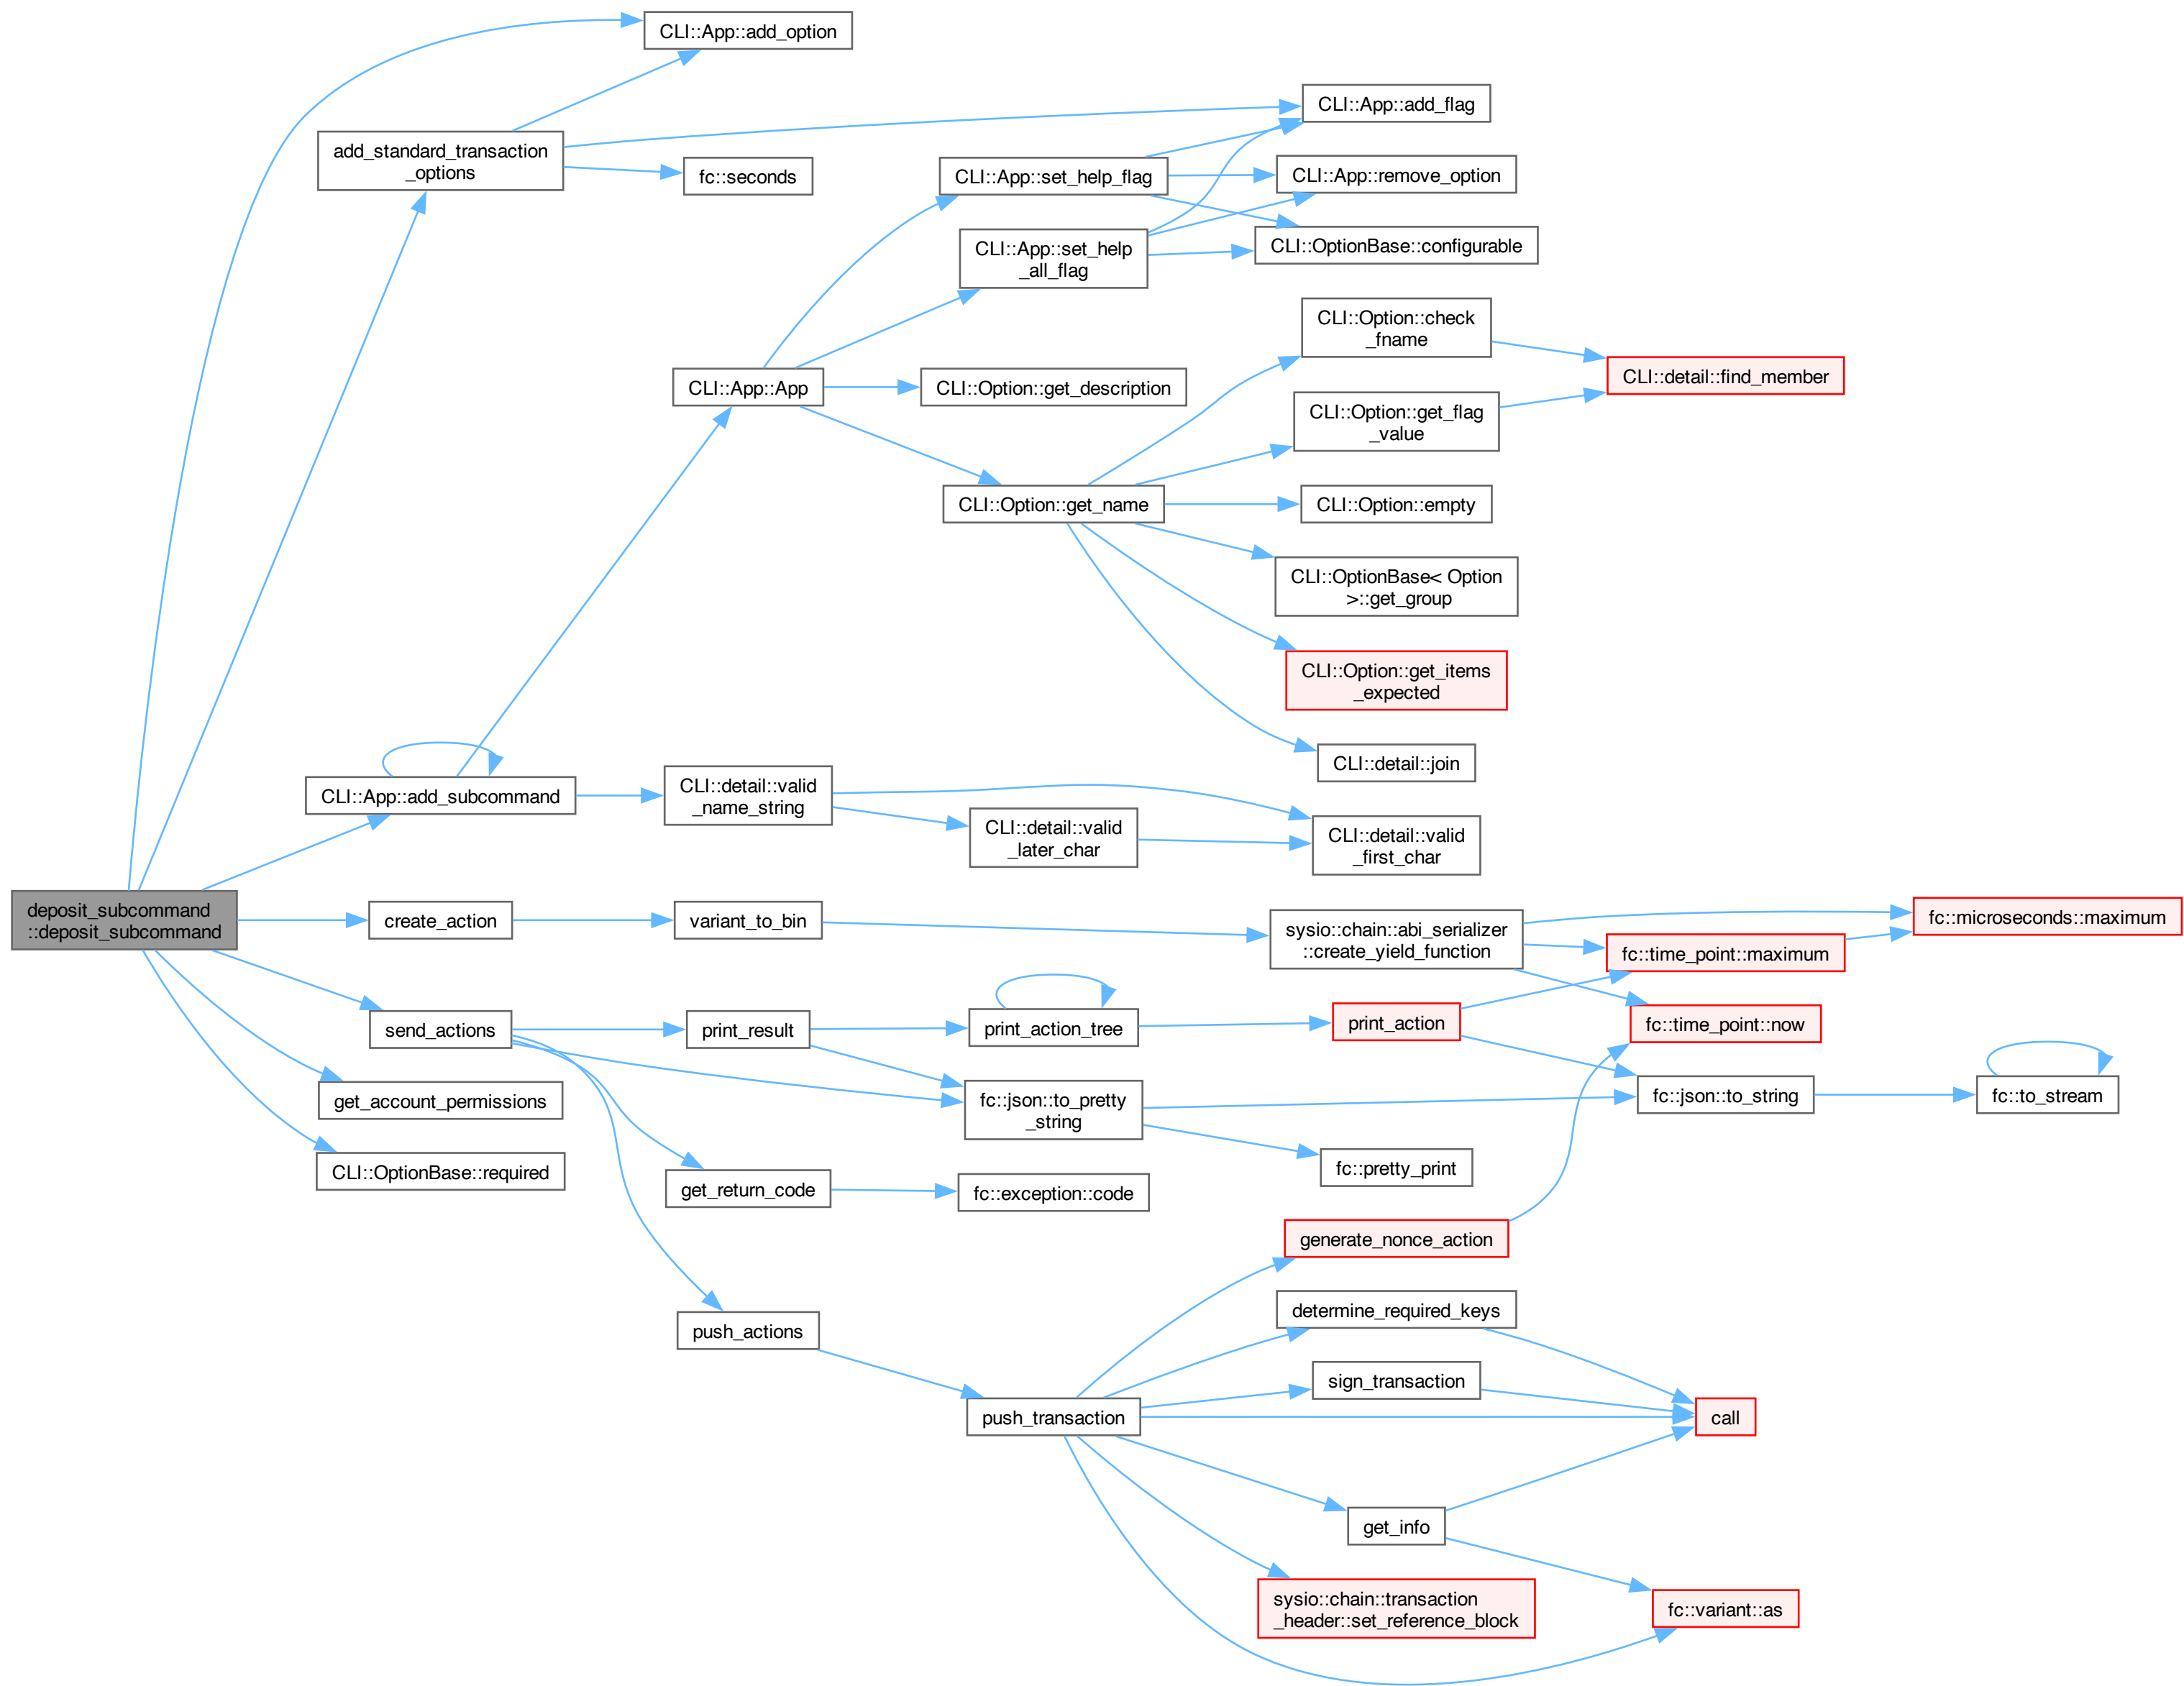 CLI::App::add_option
CLI::App::add_flag
add_standard_transaction
_options
fc::seconds
CLI::App::set_help_flag
CLI::App::remove_option
CLI::App::set_help
_all_flag
CLI::OptionBase::configurable
CLI::Option::check
_fname
CLI::App::App
CLI::Option::get_description
CLI::detail::find_member
CLI::Option::get_flag
_value
CLI::Option::get_name
CLI::Option::empty
CLI::OptionBase< Option
>::get_group
CLI::Option::get_items
_expected
CLI::detail::join
CLI::App::add_subcommand
CLI::detail::valid
_name_string
CLI::detail::valid
_later_char
CLI::detail::valid
_first_char
deposit_subcommand
::deposit_subcommand
create_action
variant_to_bin
sysio::chain::abi_serializer
::create_yield_function
fc::microseconds::maximum
fc::time_point::maximum
send_actions
print_result
print_action_tree
print_action
fc::time_point::now
get_account_permissions
fc::json::to_pretty
_string
fc::json::to_string
fc::to_stream
CLI::OptionBase::required
get_return_code
fc::exception::code
fc::pretty_print
generate_nonce_action
push_actions
determine_required_keys
sign_transaction
push_transaction
call
get_info
sysio::chain::transaction
_header::set_reference_block
fc::variant::as